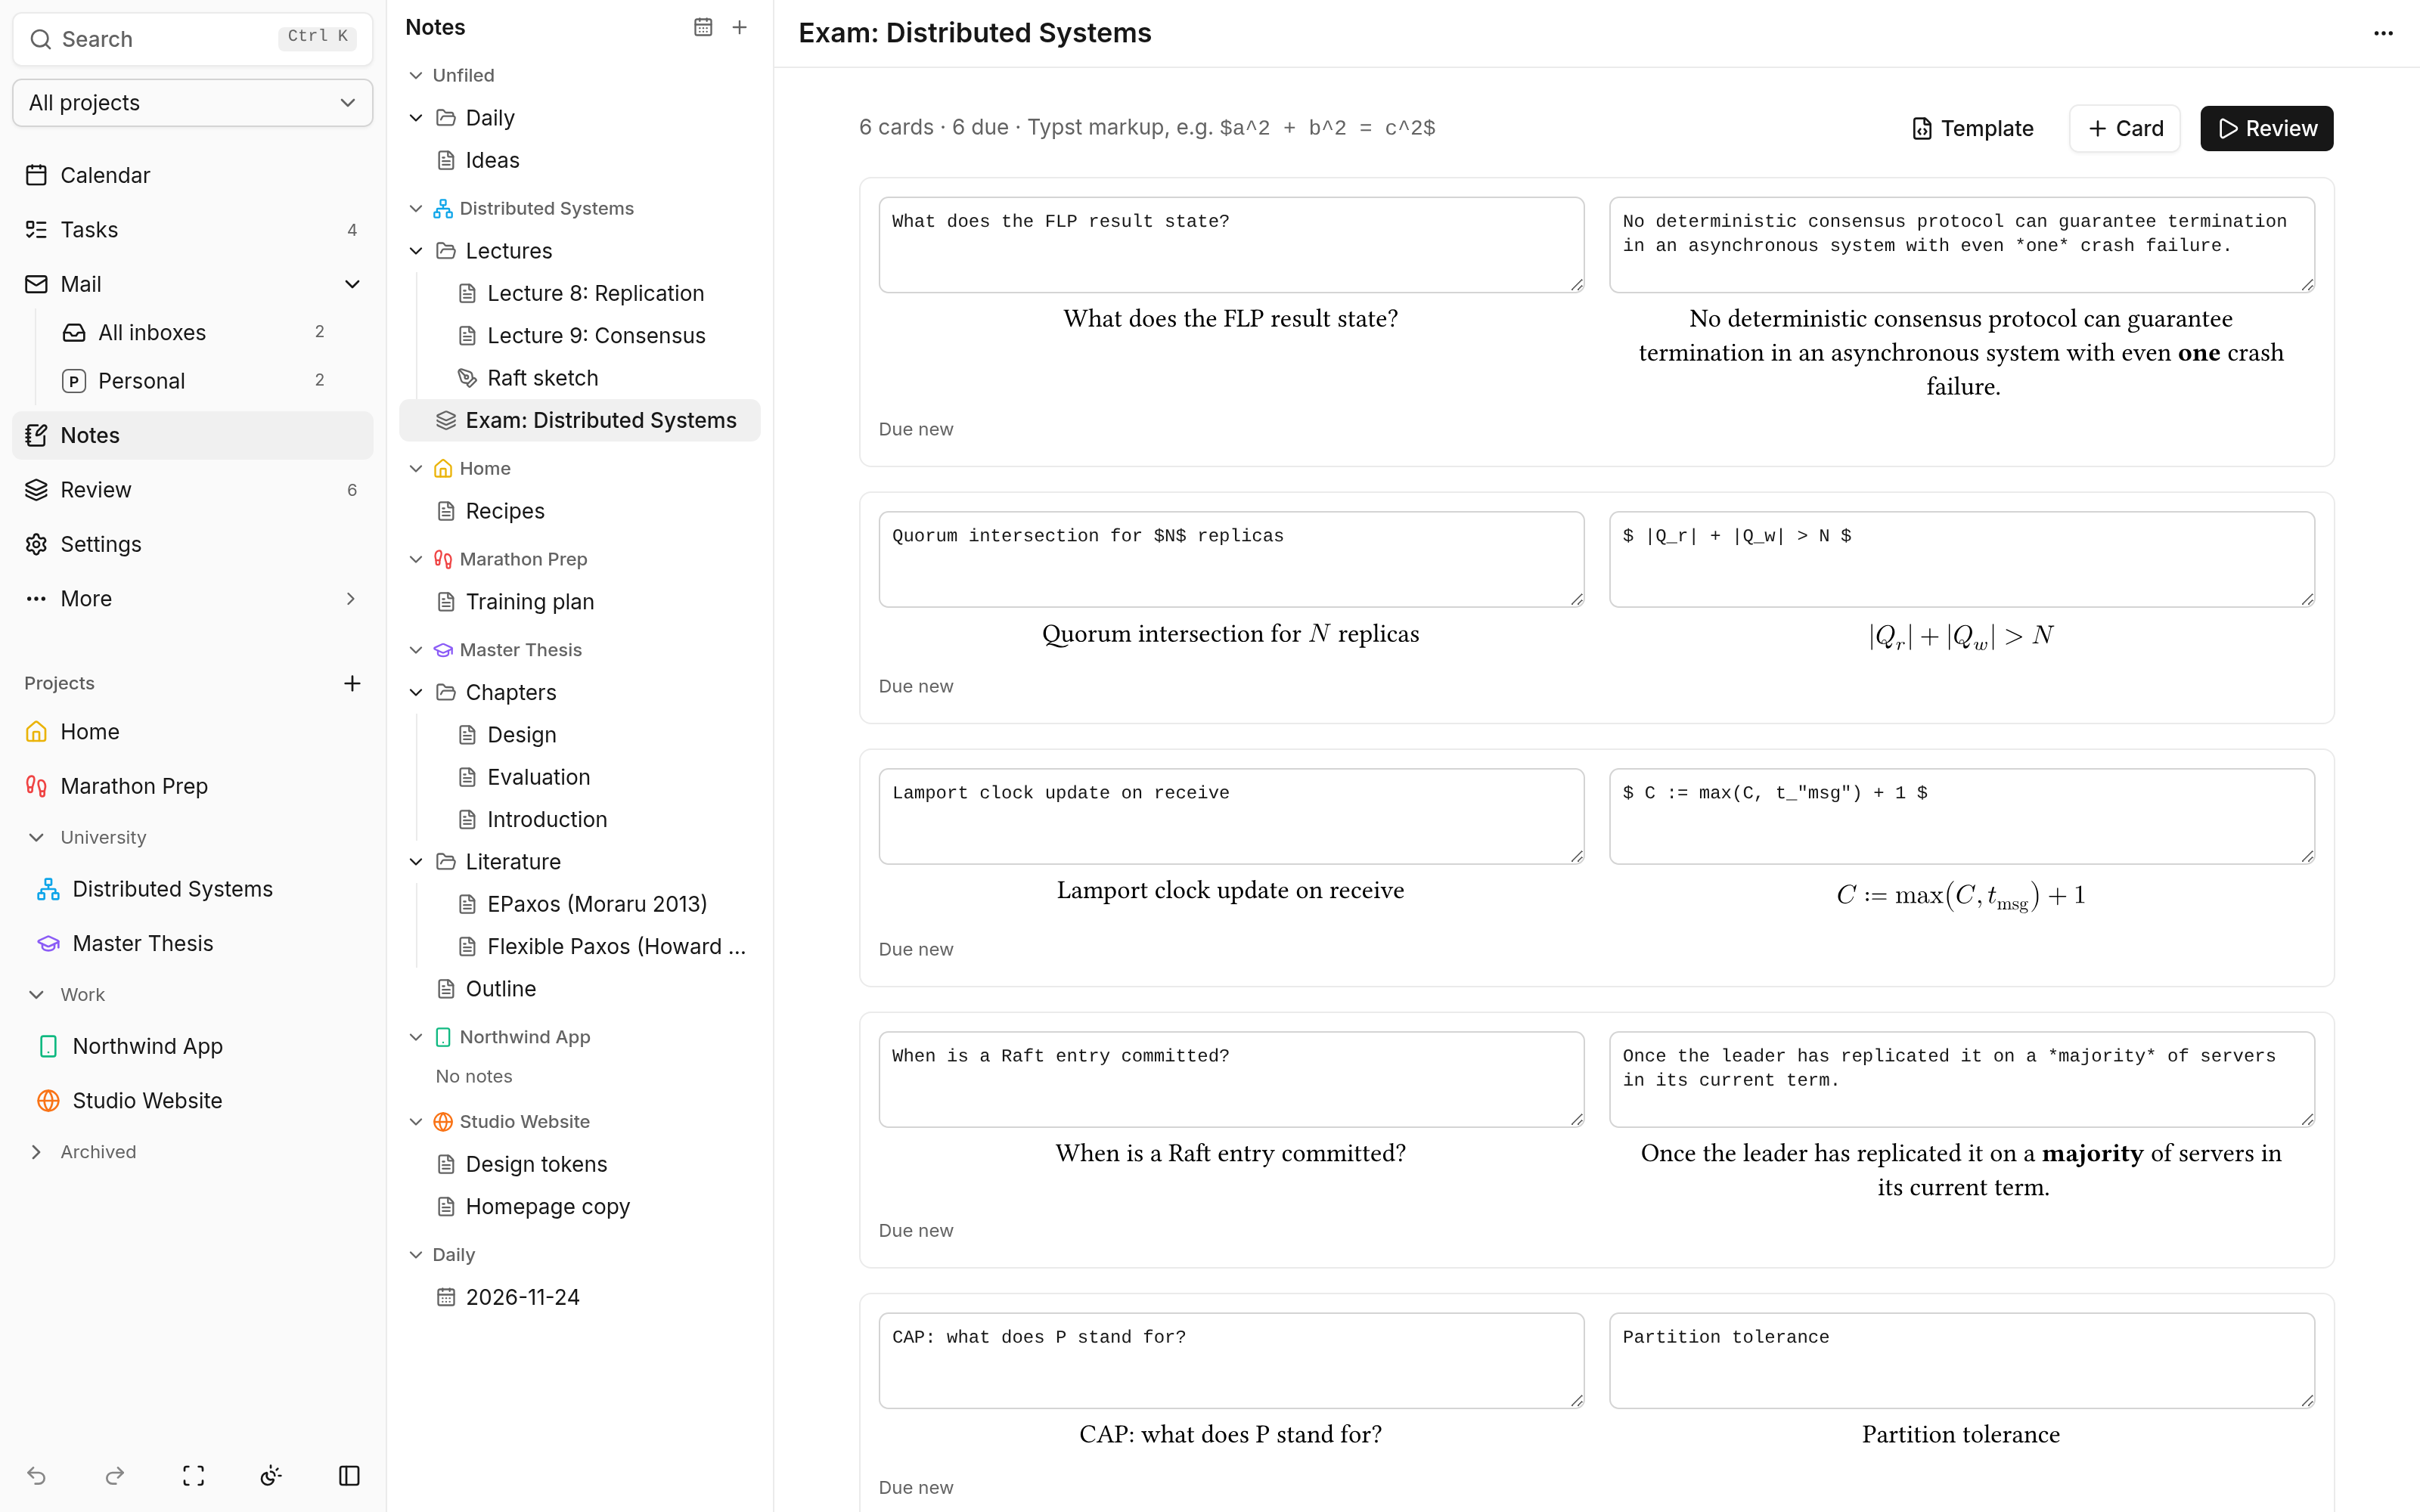 Search
Ctrl K
All projects
Calendar
Tasks 4
Mail
All inboxes 2
P Personal 2
Notes
Review 6
Settings
More
Projects
Home
Marathon Prep
University
Distributed Systems
Master Thesis
Work
Northwind App
Studio Website
Archived
Notes
Unfiled
Daily
Ideas
Distributed Systems
Lectures
Lecture 8: Replication
Lecture 9: Consensus
Raft sketch
Exam: Distributed Systems
Home
Recipes
Marathon Prep
Training plan
Master Thesis
Chapters
Design
Evaluation
Introduction
Literature
EPaxos (Moraru 2013)
Flexible Paxos (Howard ...
Outline
Northwind App
No notes
Studio Website
Design tokens
Homepage copy
Daily
2026-11-24
Exam: Distributed Systems
6 cards · 6 due · Typst markup, e.g. $a^2 + b^2 = c^2$
Template
Card
Review
What does the FLP result state?
No deterministic consensus protocol can guarantee termination
in an asynchronous system with even *one* crash failure.
What does the FLP result state?
No deterministic consensus protocol can guarantee
termination in an asynchronous system with even one crash
failure.
Due new
Quorum intersection for $N$ replicas
$ |Q_r| + |Q_w| > N $
Quorum intersection for N replicas
|Q_r| + |Q_w| > N
Due new
Lamport clock update on receive
$ C := max(C, t_"msg") + 1 $
Lamport clock update on receive
C := max(C, t_msg) + 1
Due new
When is a Raft entry committed?
Once the leader has replicated it on a *majority* of servers
in its current term.
When is a Raft entry committed?
Once the leader has replicated it on a majority of servers in
its current term.
Due new
CAP: what does P stand for?
Partition tolerance
CAP: what does P stand for?
Partition tolerance
Due new